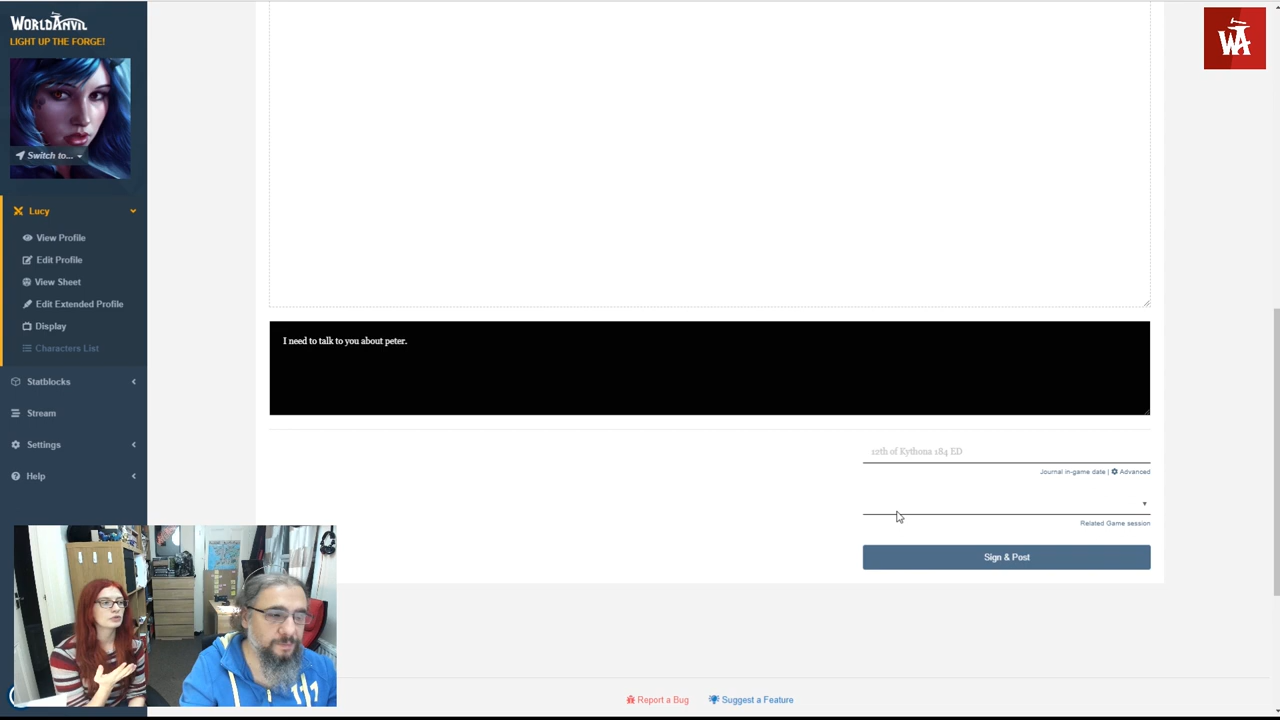 WORLDANVIL
LIGHT UP THE FORGE!
WA
Switch to...
Lucy
View Profile
Edit Profile
View Sheet
Edit Extended Profile
Display
Characters List
Statblocks
Stream
Settings
Help
I need to talk to you about peter.
12th of Kythona 184 ED
Journal in-game date | Advanced
Related Game session
Sign & Post
Report a Bug
Suggest a Feature